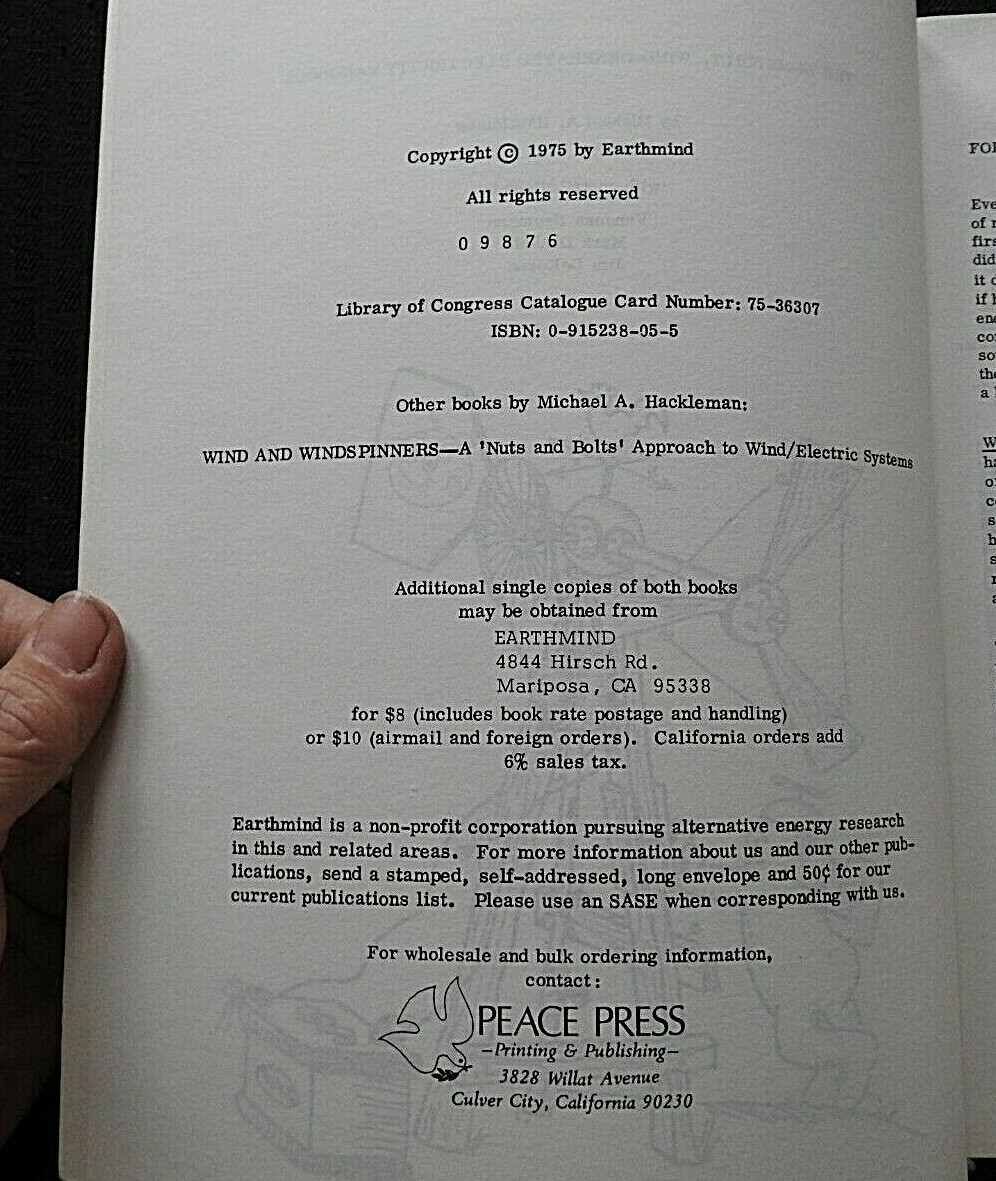 Copyright © 1975 by Earthmind
All rights reserved
0 9 8 7 6
Library of Congress Catalogue Card Number: 75-36307
ISBN: 0-915238-05-5
Other books by Michael A. Hackleman:
WIND AND WINDSPINNERS—A 'Nuts and Bolts' Approach to Wind/Electric Systems
Additional single copies of both books
may be obtained from
EARTHMIND
4844 Hirsch Rd.
Mariposa, CA 95338
for $8 (includes book rate postage and handling)
or $10 (airmail and foreign orders). California orders add
6% sales tax.
Earthmind is a non-profit corporation pursuing alternative energy research
in this and related areas. For more information about us and our other pub-
lications, send a stamped, self-addressed, long envelope and 50¢ for our
current publications list. Please use an SASE when corresponding with us.
For wholesale and bulk ordering information,
contact:
PEACE PRESS
—Printing & Publishing—
3828 Willat Avenue
Culver City, California 90230